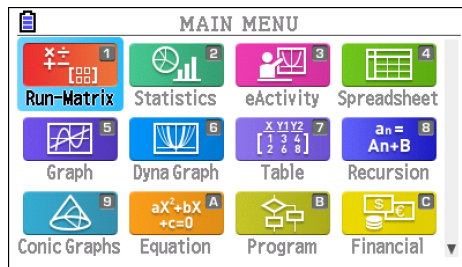 MAIN MENU
×÷ 1
+−
Run-Matrix
2
Statistics
3
eActivity
4
Spreadsheet
5
Graph
6
Dyna Graph
X Y1Y2 7
1 3 4
2 6 8
Table
an= 8
An+B
Recursion
9
Conic Graphs
aX²+bX A
+c=0
Equation
B
Program
$ € C
Financial